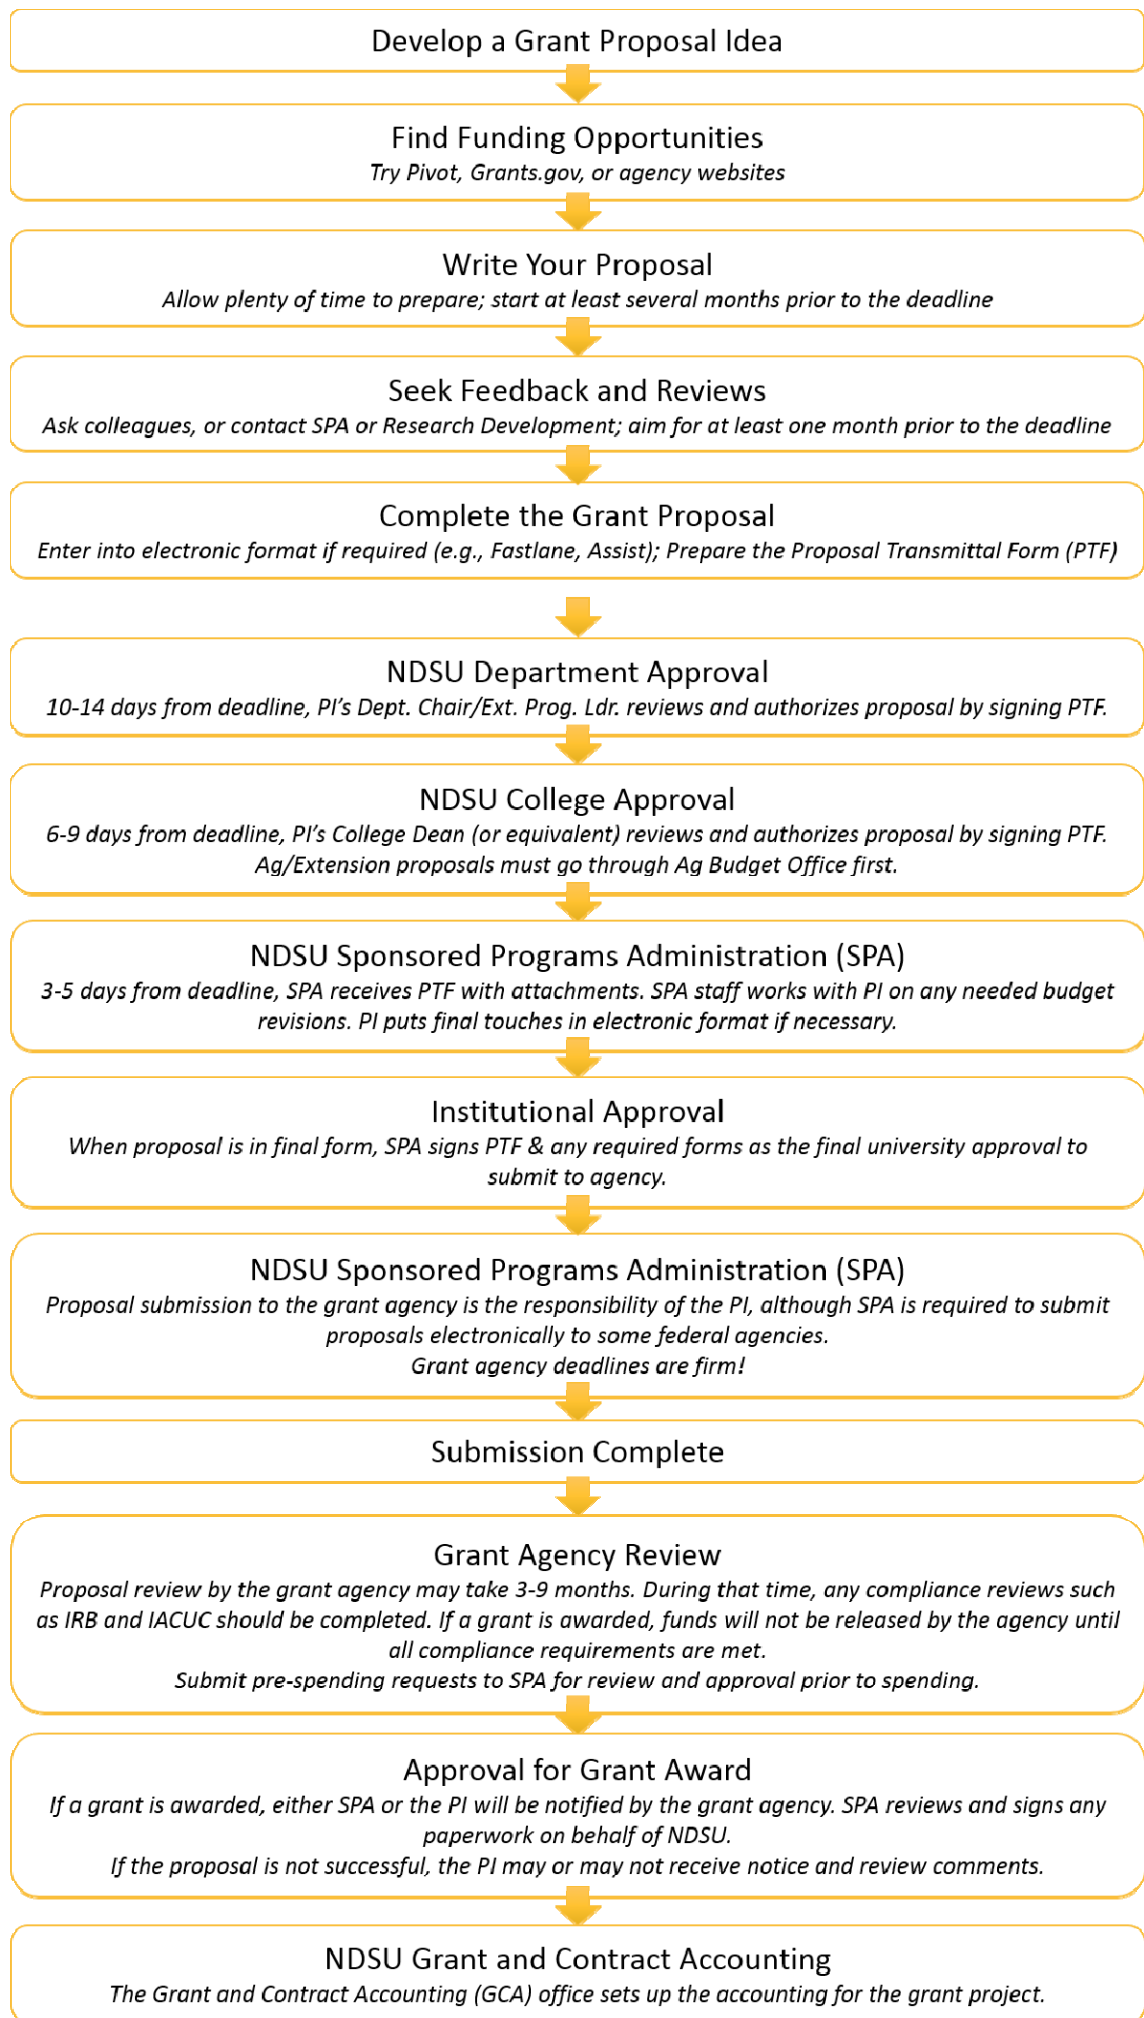 Develop a Grant Proposal Idea
Find Funding Opportunities
Try Pivot, Grants.gov, or agency websites
Write Your Proposal
Allow plenty of time to prepare; start at least several months prior to the deadline
Seek Feedback and Reviews
Ask colleagues, or contact SPA or Research Development; aim for at least one month prior to the deadline
Complete the Grant Proposal
Enter into electronic format if required (e.g., Fastlane, Assist); Prepare the Proposal Transmittal Form (PTF)
NDSU Department Approval
10-14 days from deadline, PI's Dept. Chair/Ext. Prog. Ldr. reviews and authorizes proposal by signing PTF.
NDSU College Approval
6-9 days from deadline, PI's College Dean (or equivalent) reviews and authorizes proposal by signing PTF.
Ag/Extension proposals must go through Ag Budget Office first.
NDSU Sponsored Programs Administration (SPA)
3-5 days from deadline, SPA receives PTF with attachments. SPA staff works with PI on any needed budget
revisions. PI puts final touches in electronic format if necessary.
Institutional Approval
When proposal is in final form, SPA signs PTF & any required forms as the final university approval to
submit to agency.
NDSU Sponsored Programs Administration (SPA)
Proposal submission to the grant agency is the responsibility of the PI, although SPA is required to submit
proposals electronically to some federal agencies.
Grant agency deadlines are firm!
Submission Complete
Grant Agency Review
Proposal review by the grant agency may take 3-9 months. During that time, any compliance reviews such
as IRB and IACUC should be completed. If a grant is awarded, funds will not be released by the agency until
all compliance requirements are met.
Submit pre-spending requests to SPA for review and approval prior to spending.
Approval for Grant Award
If a grant is awarded, either SPA or the PI will be notified by the grant agency. SPA reviews and signs any
paperwork on behalf of NDSU.
If the proposal is not successful, the PI may or may not receive notice and review comments.
NDSU Grant and Contract Accounting
The Grant and Contract Accounting (GCA) office sets up the accounting for the grant project.